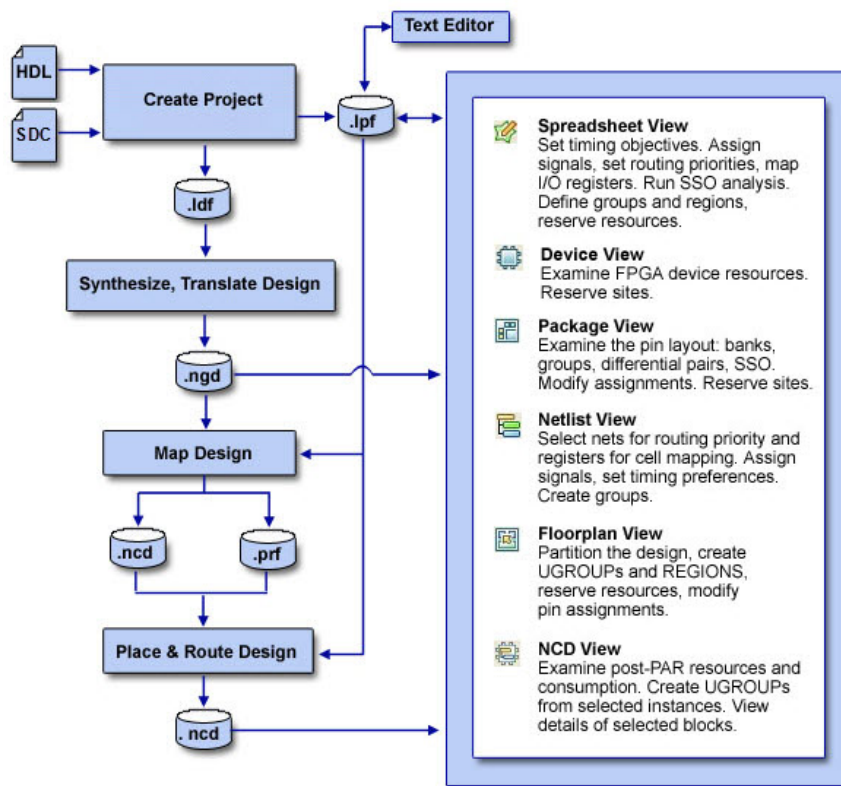 Text Editor
HDL
Create Project
.lpf
SDC
.ldf
Synthesize, Translate Design
.ngd
Map Design
.ncd
.prf
Place & Route Design
. ncd
Spreadsheet View
Set timing objectives. Assign
signals, set routing priorities, map
I/O registers. Run SSO analysis.
Define groups and regions,
reserve resources.
Device View
Examine FPGA device resources.
Reserve sites.
Package View
Examine the pin layout: banks,
groups, differential pairs, SSO.
Modify assignments. Reserve sites.
Netlist View
Select nets for routing priority and
registers for cell mapping. Assign
signals, set timing preferences.
Create groups.
Floorplan View
Partition the design, create
UGROUPs and REGIONS,
reserve resources, modify
pin assignments.
NCD View
Examine post-PAR resources and
consumption. Create UGROUPs
from selected instances. View
details of selected blocks.